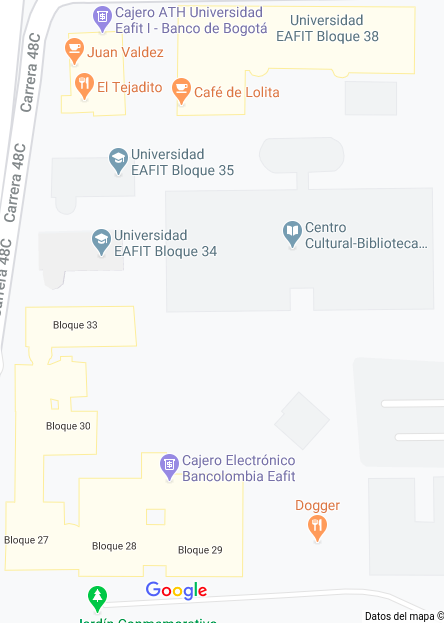 Cajero ATH Universidad
Eafit I - Banco de Bogotá
Universidad
EAFIT Bloque 38
Juan Valdez
El Tejadito
Café de Lolita
Carrera 48C
Carrera 48C
Carrera 48C
Universidad
EAFIT Bloque 35
Universidad
EAFIT Bloque 34
Centro
Cultural-Biblioteca...
Bloque 33
Bloque 30
Cajero Electrónico
Bancolombia Eafit
Dogger
Bloque 27
Bloque 28
Bloque 29
Google
Jardín Conmemorativo
Datos del mapa ©